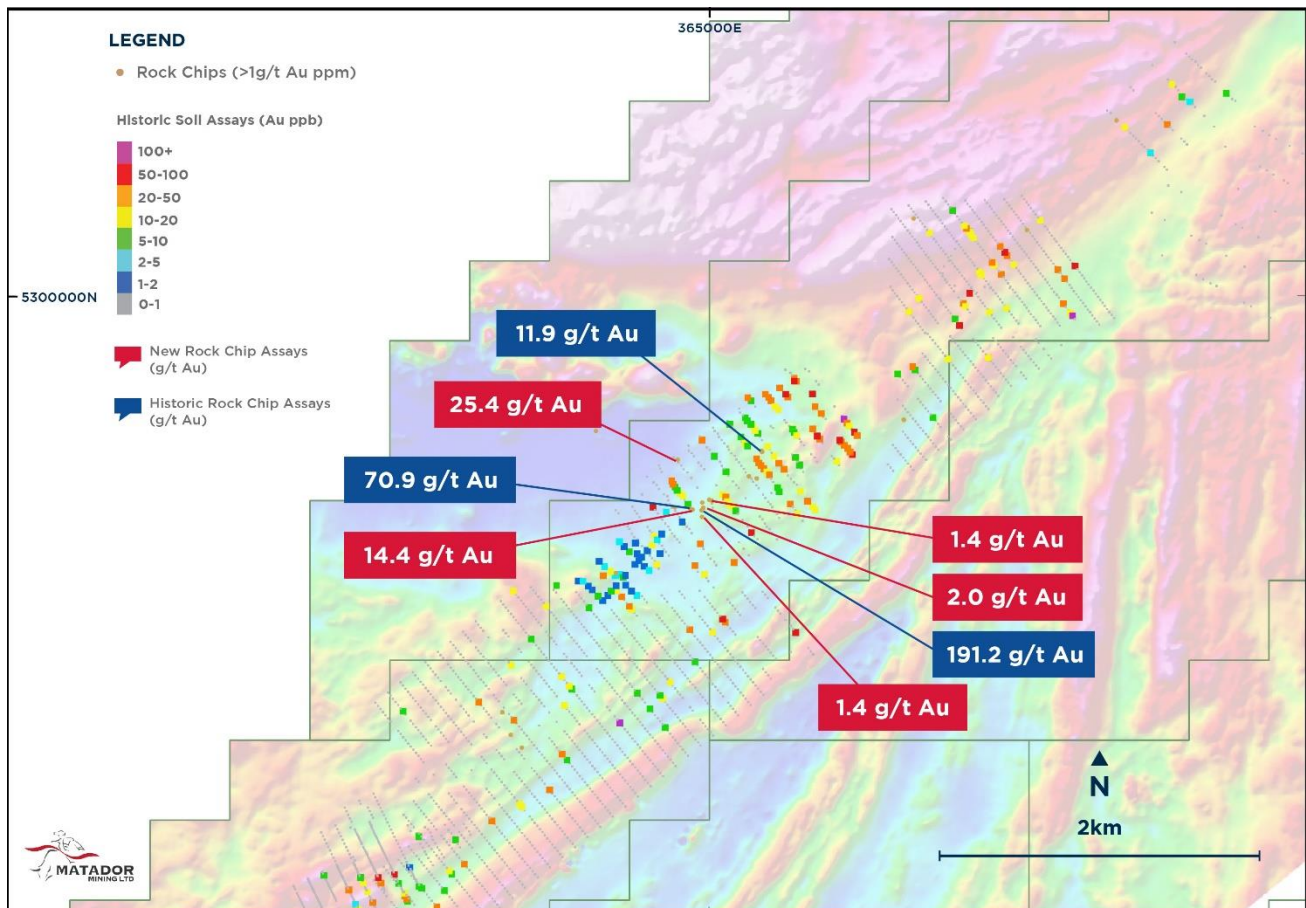 365000E
LEGEND
Rock Chips (>1g/t Au ppm)
Historic Soil Assays (Au ppb)
100+
50-100
20-50
10-20
5-10
2-5
1-2
0-1
5300000N
New Rock Chip Assays
(g/t Au)
Historic Rock Chip Assays
(g/t Au)
11.9 g/t Au
25.4 g/t Au
70.9 g/t Au
14.4 g/t Au
1.4 g/t Au
2.0 g/t Au
191.2 g/t Au
1.4 g/t Au
N
2km
MATADOR
MINING LTD